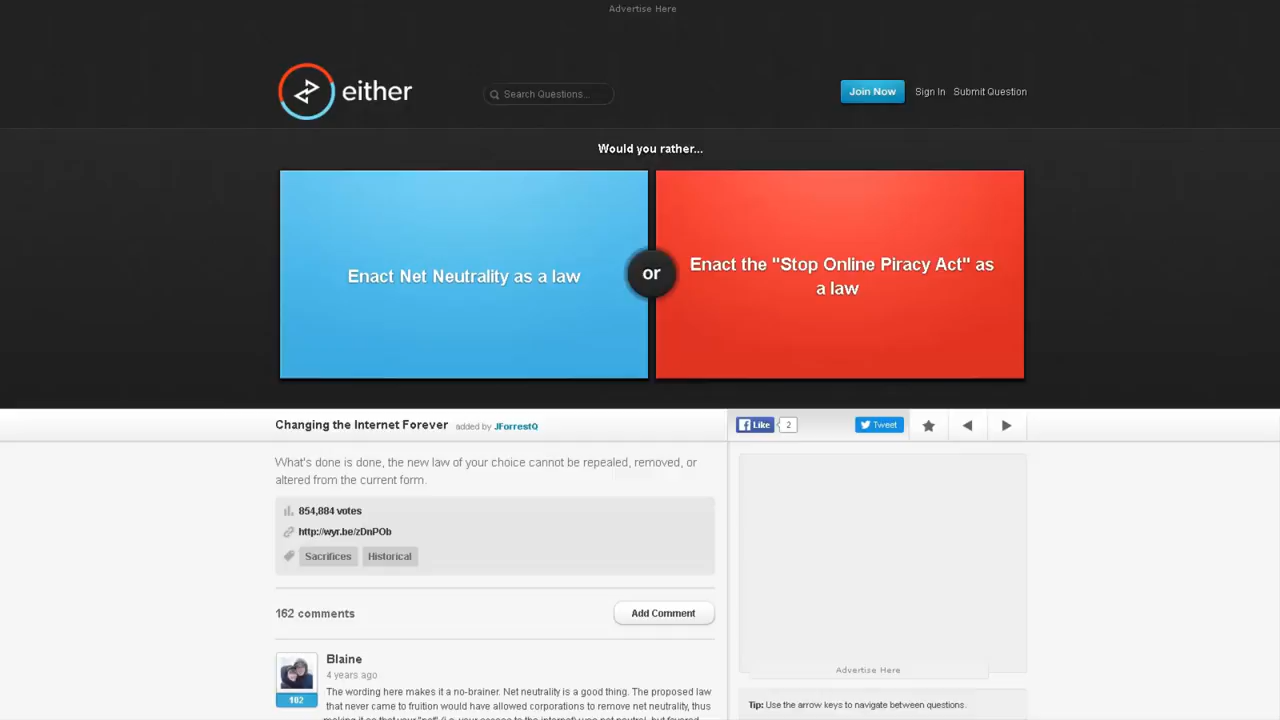 Advertise Here
either
Search Questions...
Join Now
Sign In
Submit Question
Would you rather...
Enact Net Neutrality as a law
or
Enact the "Stop Online Piracy Act" as
a law
Changing the Internet Forever added by JForrestQ
Like 2
Tweet
What's done is done, the new law of your choice cannot be repealed, removed, or
altered from the current form.
854,884 votes
http://wyr.be/zDnPOb
Sacrifices Historical
162 comments
Add Comment
Blaine
4 years ago
102
The wording here makes it a no-brainer. Net neutrality is a good thing. The proposed law
that never came to fruition would have allowed corporations to remove net neutrality, thus
Advertise Here
Tip: Use the arrow keys to navigate between questions.